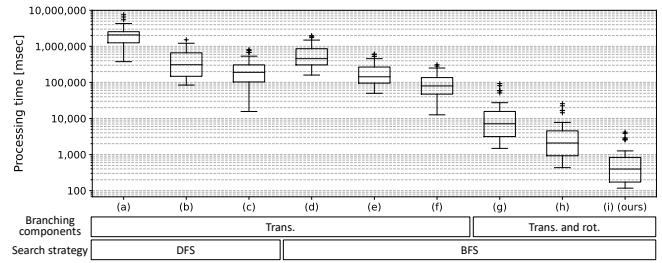 Processing time [msec]
10,000,000
1,000,000
100,000
10,000
1,000
100
(a) (b) (c) (d) (e) (f) (g) (h) (i) (ours)
Branching components Trans. Trans. and rot.
Search strategy DFS BFS